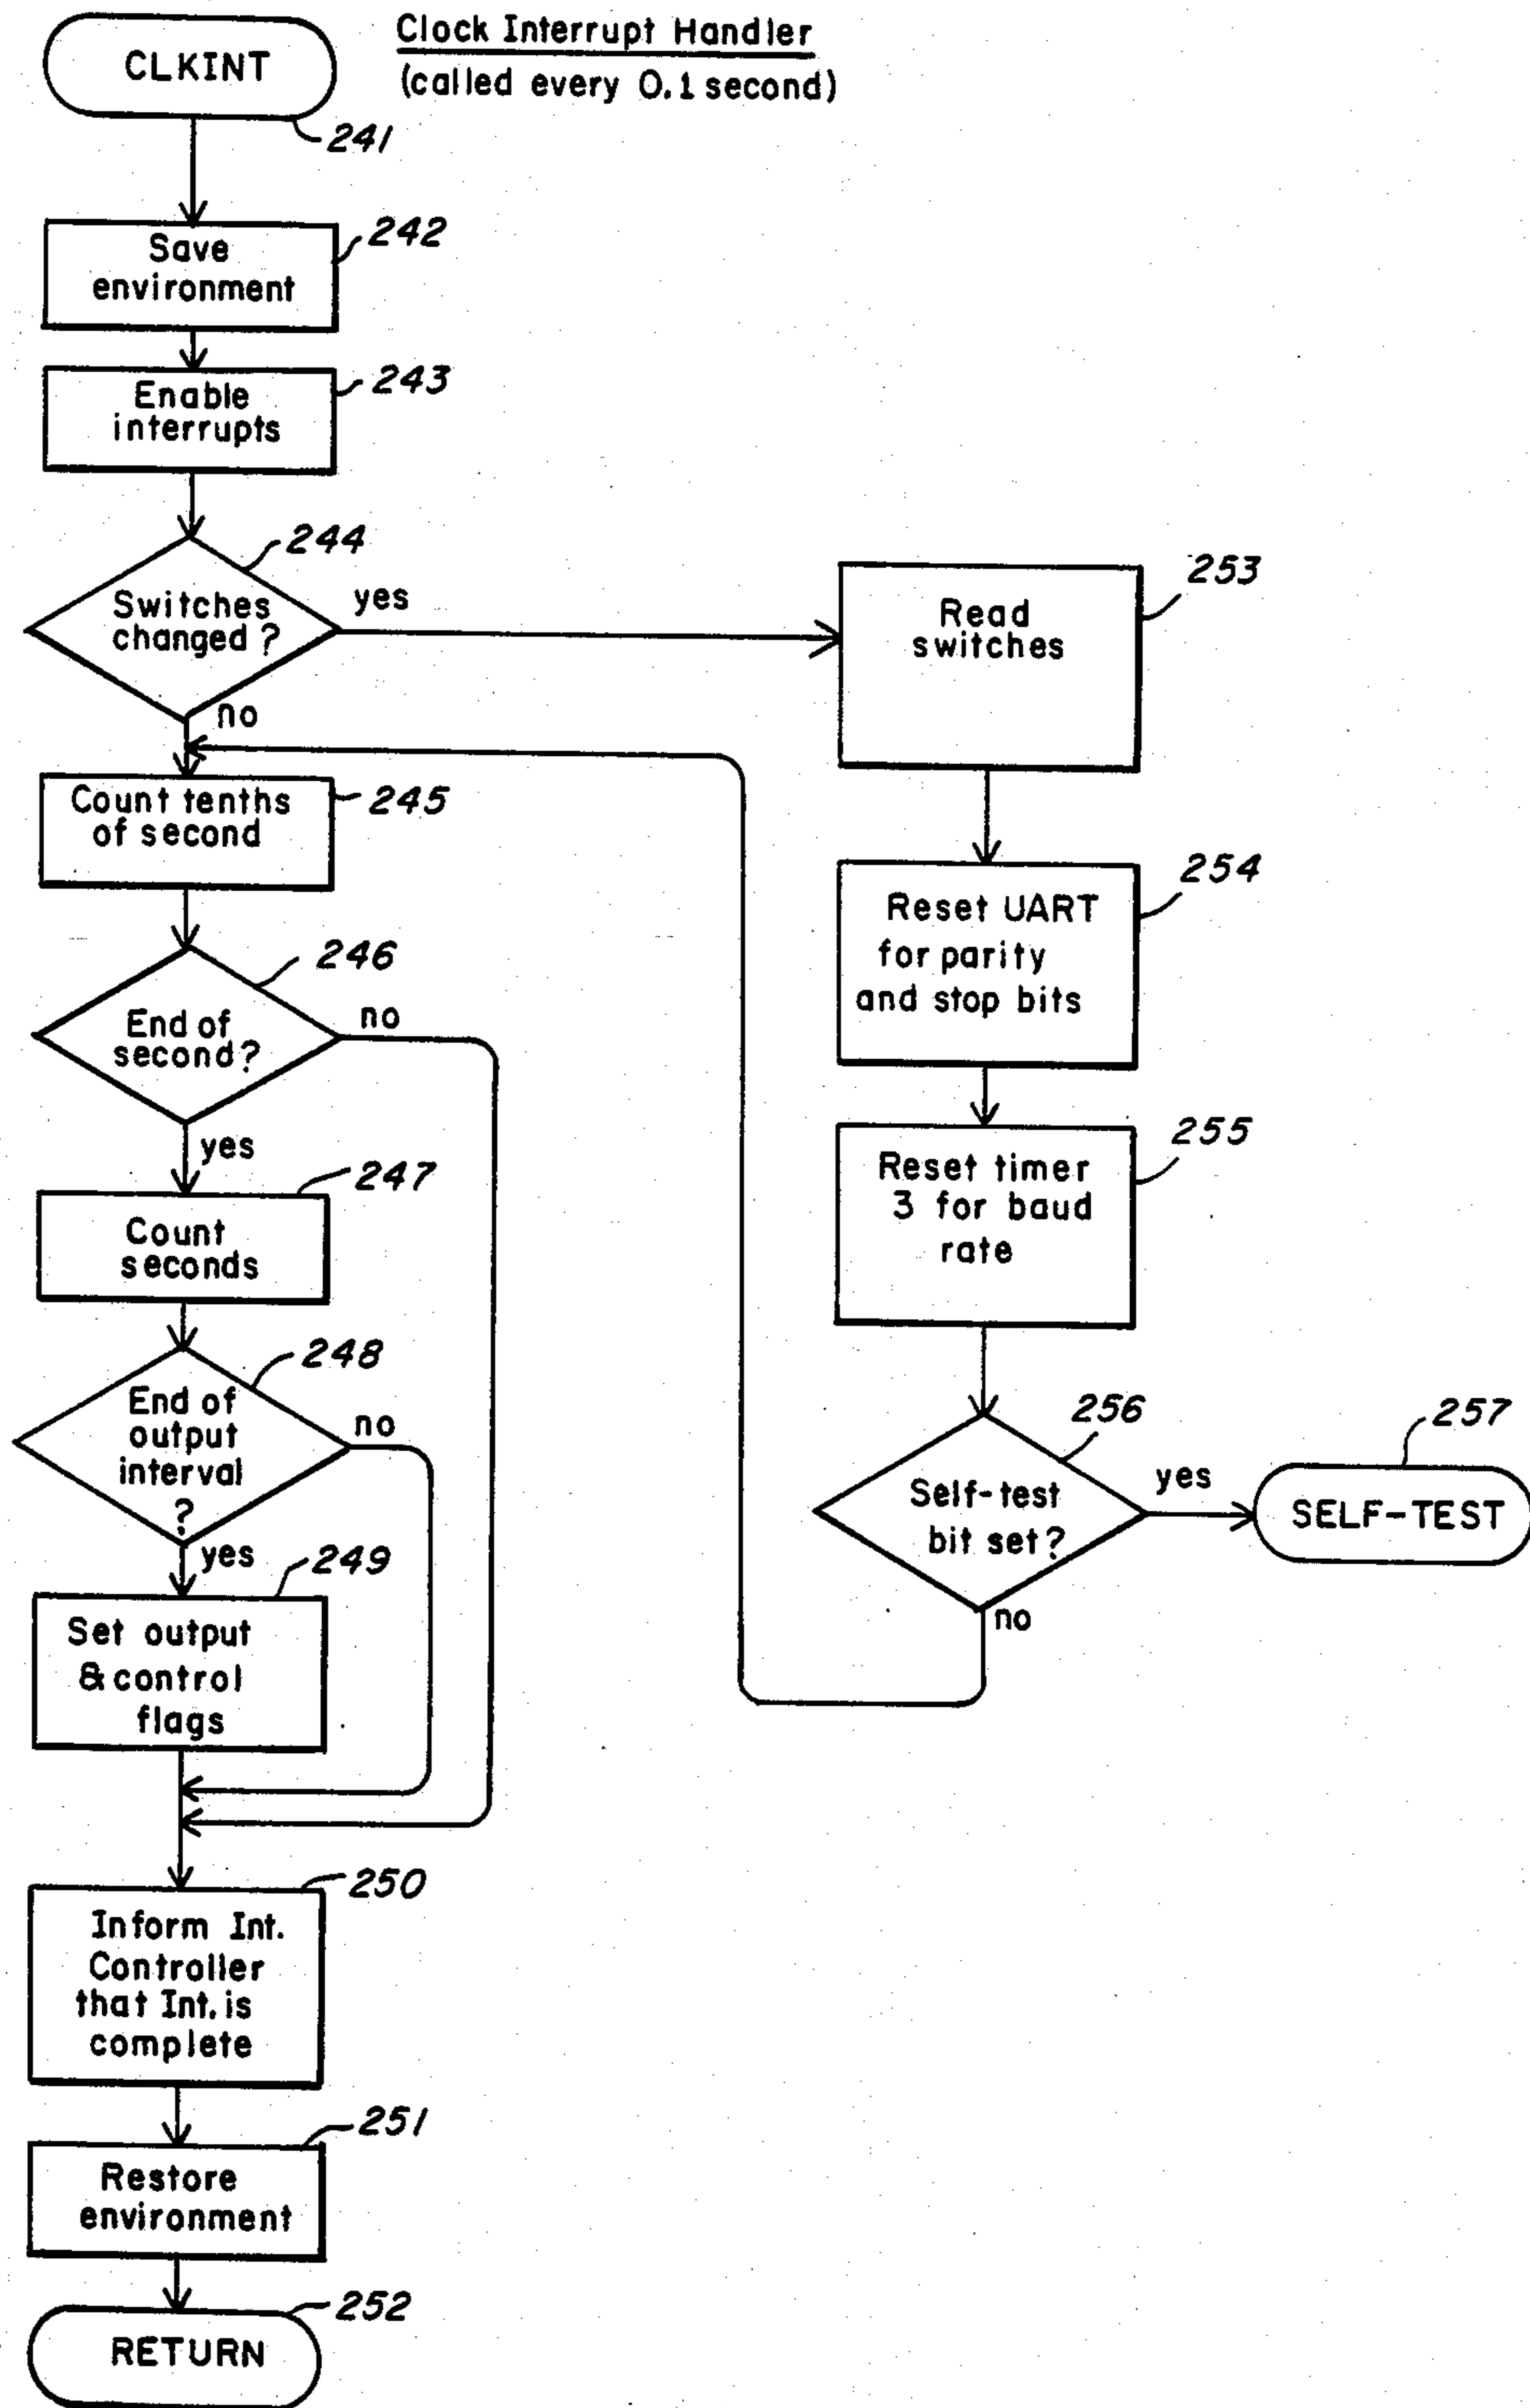 Clock Interrupt Handler
(called every 0.1 second)
CLKINT
241
Save
environment
242
Enable
interrupts
243
Switches
changed?
244
yes
no
Count tenths
of second
245
End of
second?
246
no
yes
Count
seconds
247
End of
output
interval
?
248
no
yes
Set output
& control
flags
249
Inform Int.
Controller
that Int. is
complete
250
Restore
environment
251
RETURN
252
Read
switches
253
Reset UART
for parity
and stop bits
254
Reset timer
3 for baud
rate
255
Self-test
bit set?
256
yes
no
SELF-TEST
257